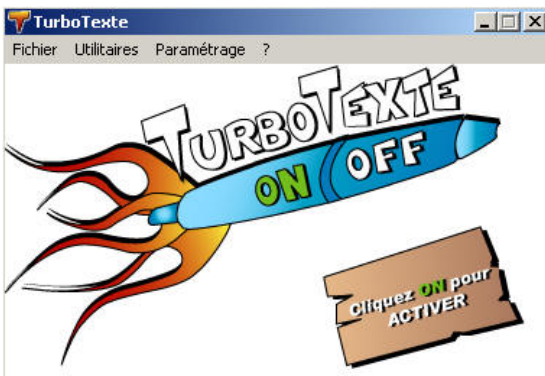 TurboTexte
Fichier Utilitaires Paramétrage ?
TURBOTEXTE
ON OFF
Cliquez ON pour
ACTIVER